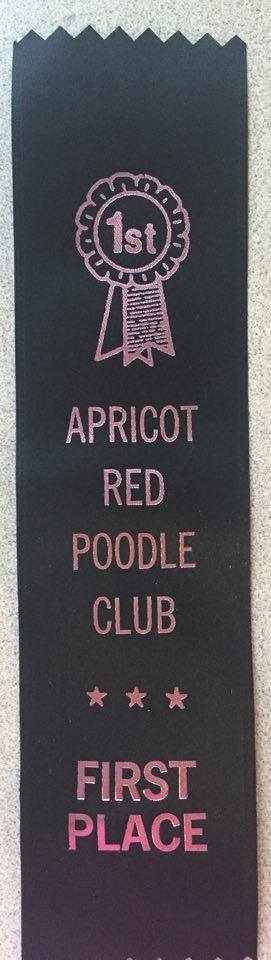 1st
APRICOT
RED
POODLE
CLUB
FIRST
PLACE